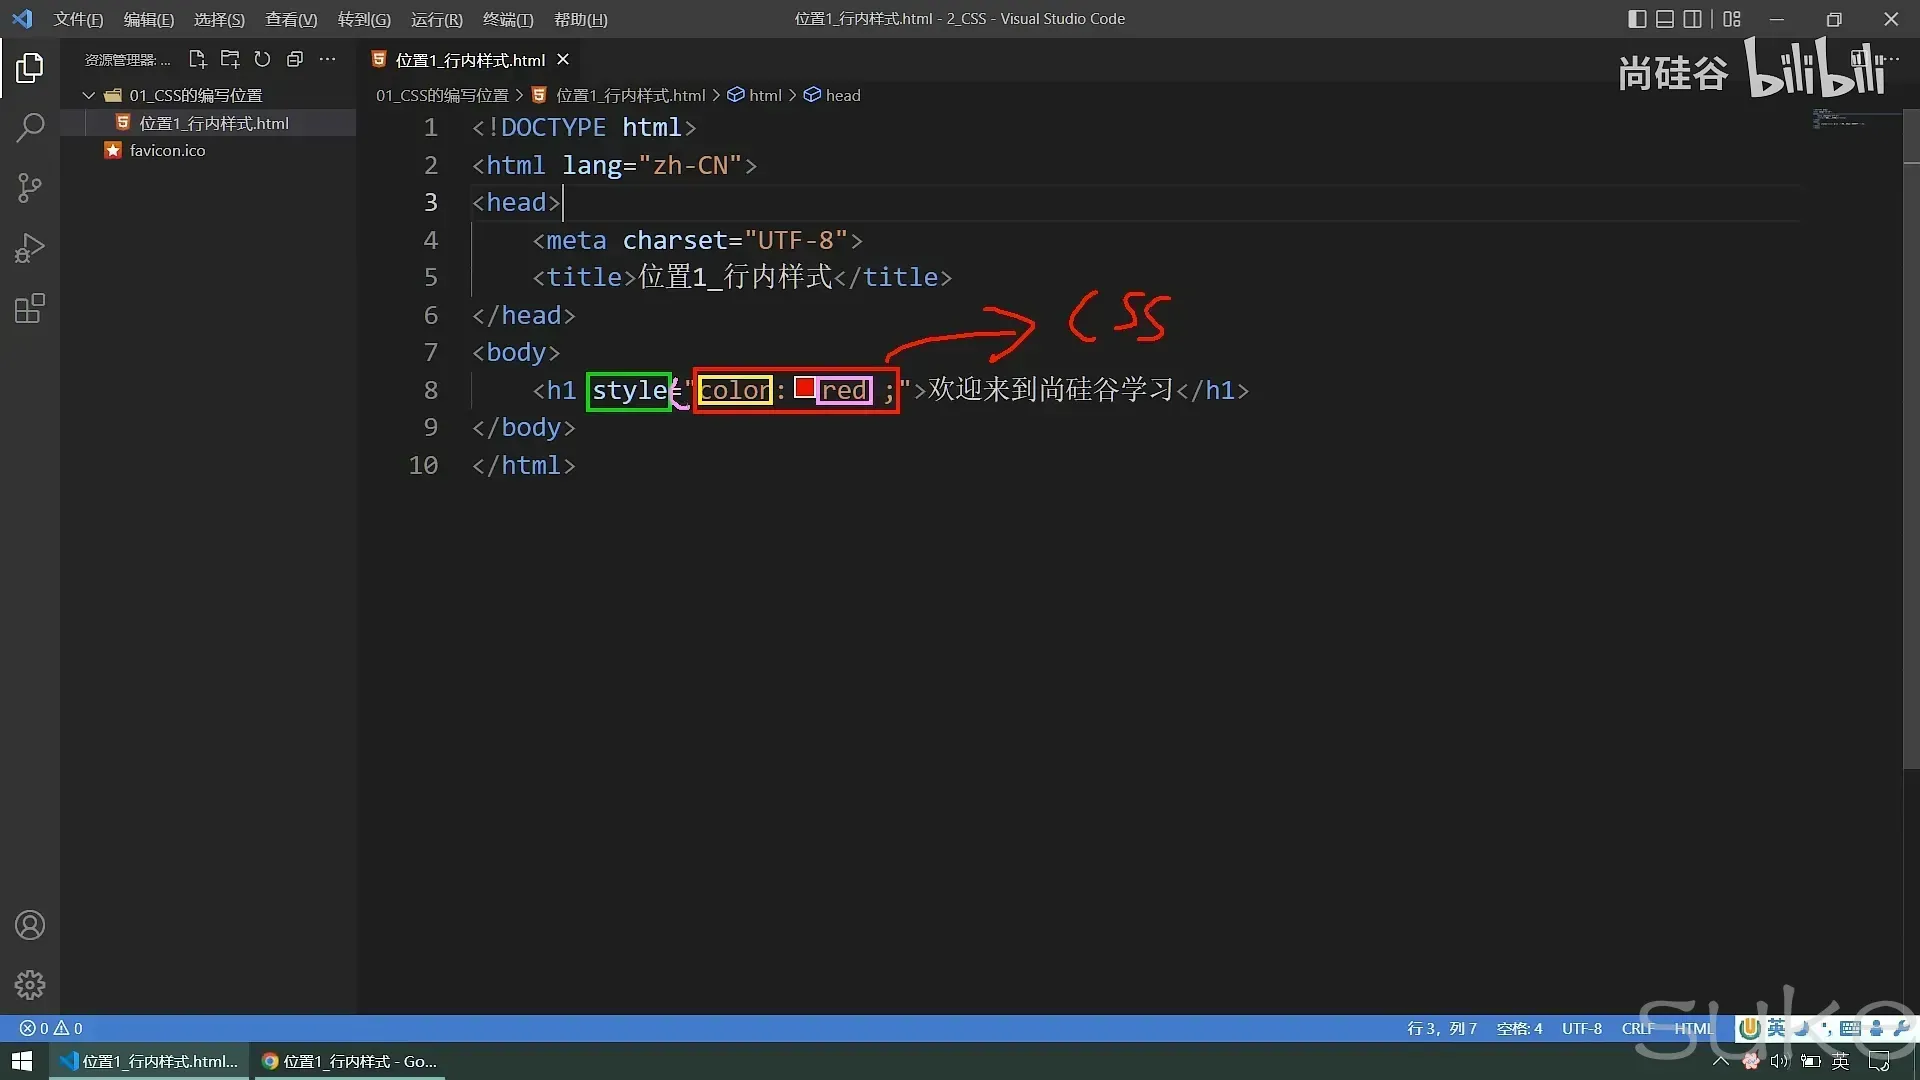 文件(F) 编辑(E) 选择(S) 查看(V) 转到(G) 运行(R) 终端(T) 帮助(H) 位置1_行内样式.html - 2_CSS - Visual Studio Code
资源管理器: ... 位置1_行内样式.html
尚硅谷 bilibili
01_CSS的编写位置 01_CSS的编写位置 > 位置1_行内样式.html > html > head
位置1_行内样式.html
favicon.ico
1 <!DOCTYPE html>
2 <html lang="zh-CN">
3 <head>
4 <meta charset="UTF-8">
5 <title>位置1_行内样式</title>
6 </head>
CSS
7 <body>
8 <h1 style="color: red ;">欢迎来到尚硅谷学习</h1>
9 </body>
10 </html>
suke
0 0 行 3，列 7 空格: 4 UTF-8 CRLF HTML 英
位置1_行内样式.html... 位置1_行内样式 - Go... 英